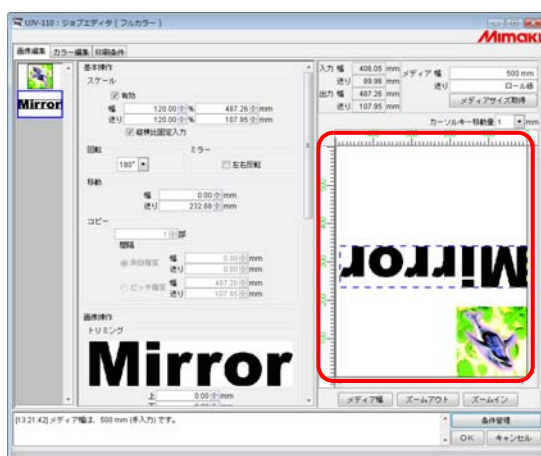 UJV-110 : ジョブエディタ ( フルカラー )
Mimaki
画像編集 カラー編集 印刷条件
Mirror
基本操作
スケール
有効
幅 120.00 % 487.26 mm
送り 120.00 % 107.95 mm
縦横比固定入力
回転 ミラー
180° 左右反転
移動
幅 0.00 mm
送り 232.88 mm
コピー
1 部
間隔
余白指定 幅 0.00 mm
送り 0.00 mm
ピッチ指定 幅 487.26 mm
送り 107.95 mm
画像操作
トリミング
Mirror
上 0.00 mm
入力 幅 406.05 mm
送り 89.96 mm
出力 幅 487.26 mm
送り 107.95 mm
メディア 幅 500 mm
送り ロール紙
メディアサイズ取得
カーソルキー移動量 1 mm
Mirror
メディア幅 ズームアウト ズームイン
[13:21:42] メディア幅は、500 mm (手入力) です。
条件管理
OK キャンセル